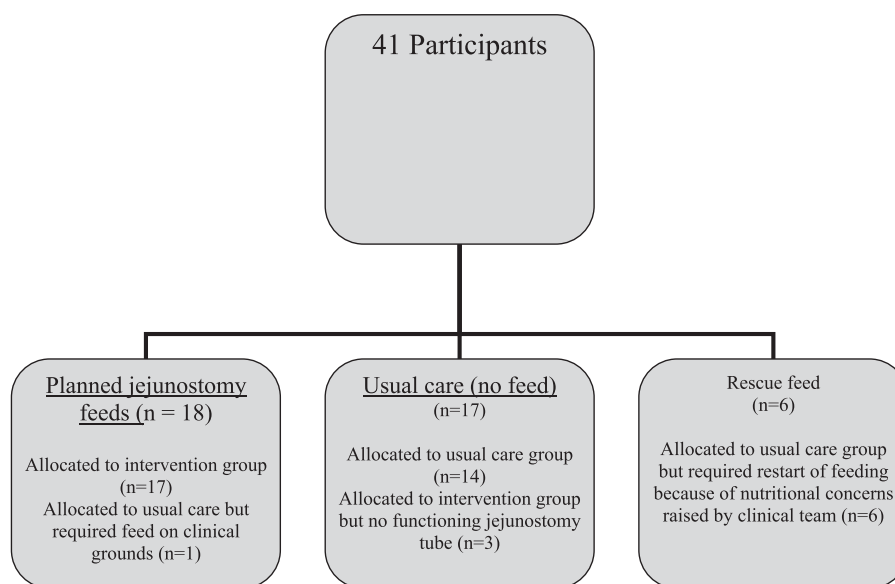 41 Participants
Planned jejunostomy
feeds (n = 18)
Allocated to intervention group
(n=17)
Allocated to usual care but
required feed on clinical
grounds (n=1)
Usual care (no feed)
(n=17)
Allocated to usual care group
(n=14)
Allocated to intervention group
but no functioning jejunostomy
tube (n=3)
Rescue feed
(n=6)
Allocated to usual care group
but required restart of feeding
because of nutritional concerns
raised by clinical team (n=6)